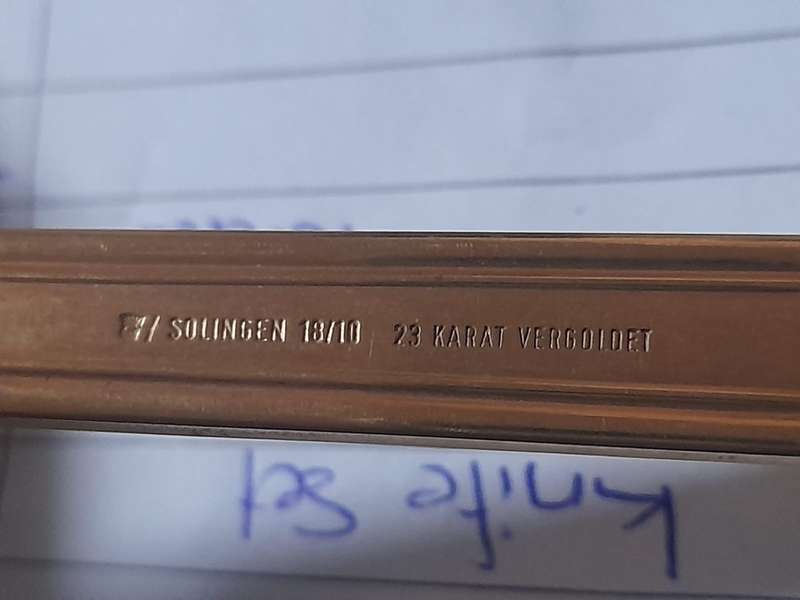 SOLINGEN 18/10 23 KARAT VERGOLDET
Knife Set